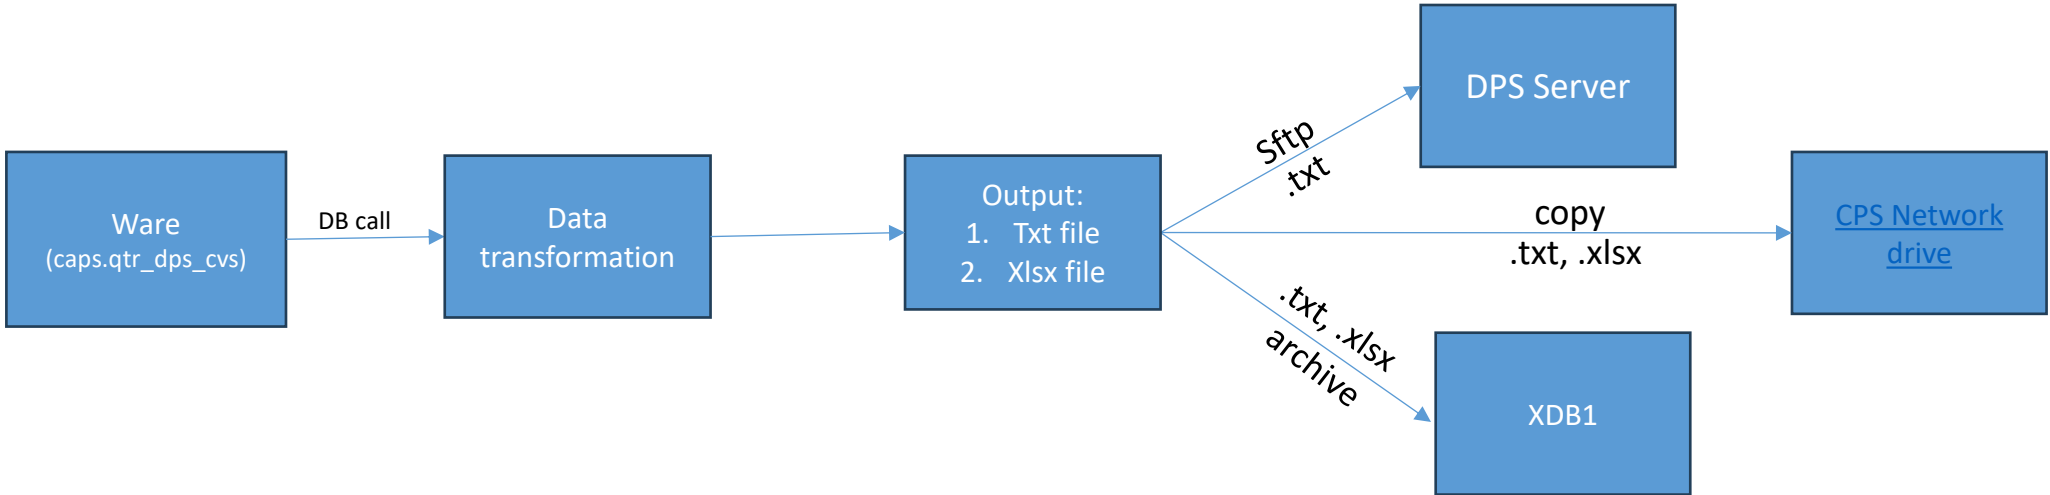 Ware
(caps.qtr_dps_cvs)
DB call
Data
transformation
Output:
1. Txt file
2. Xlsx file
Sftp
.txt
DPS Server
copy
.txt, .xlsx
CPS Network
drive
.txt, .xlsx
archive
XDB1